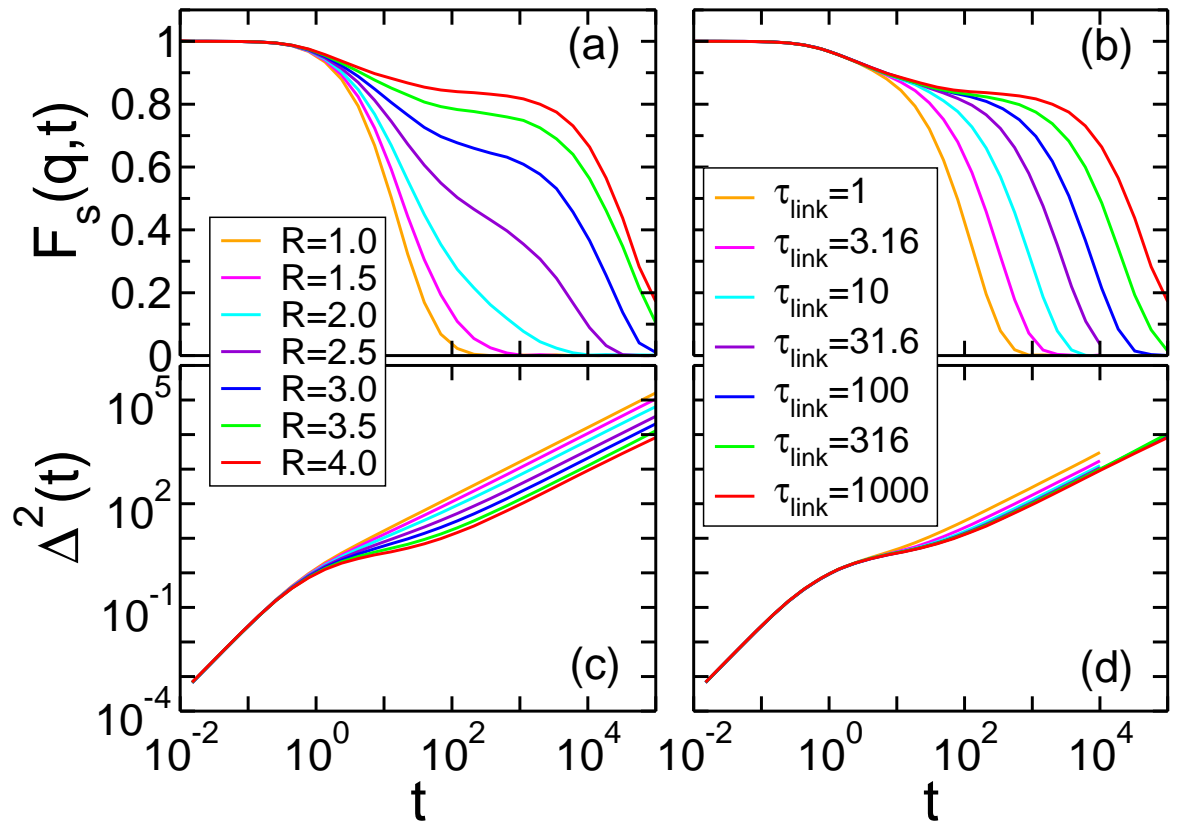 (a)
(b)
F_s(q,t)
1
0.8
0.6
0.4
0.2
0
R=1.0
R=1.5
R=2.0
R=2.5
R=3.0
R=3.5
R=4.0
τ_link=1
τ_link=3.16
τ_link=10
τ_link=31.6
τ_link=100
τ_link=316
τ_link=1000
Δ^2(t)
10^5
10^2
10^-1
10^-4
(c)
(d)
10^-2 10^0 10^2 10^4
10^-2 10^0 10^2 10^4
t
t